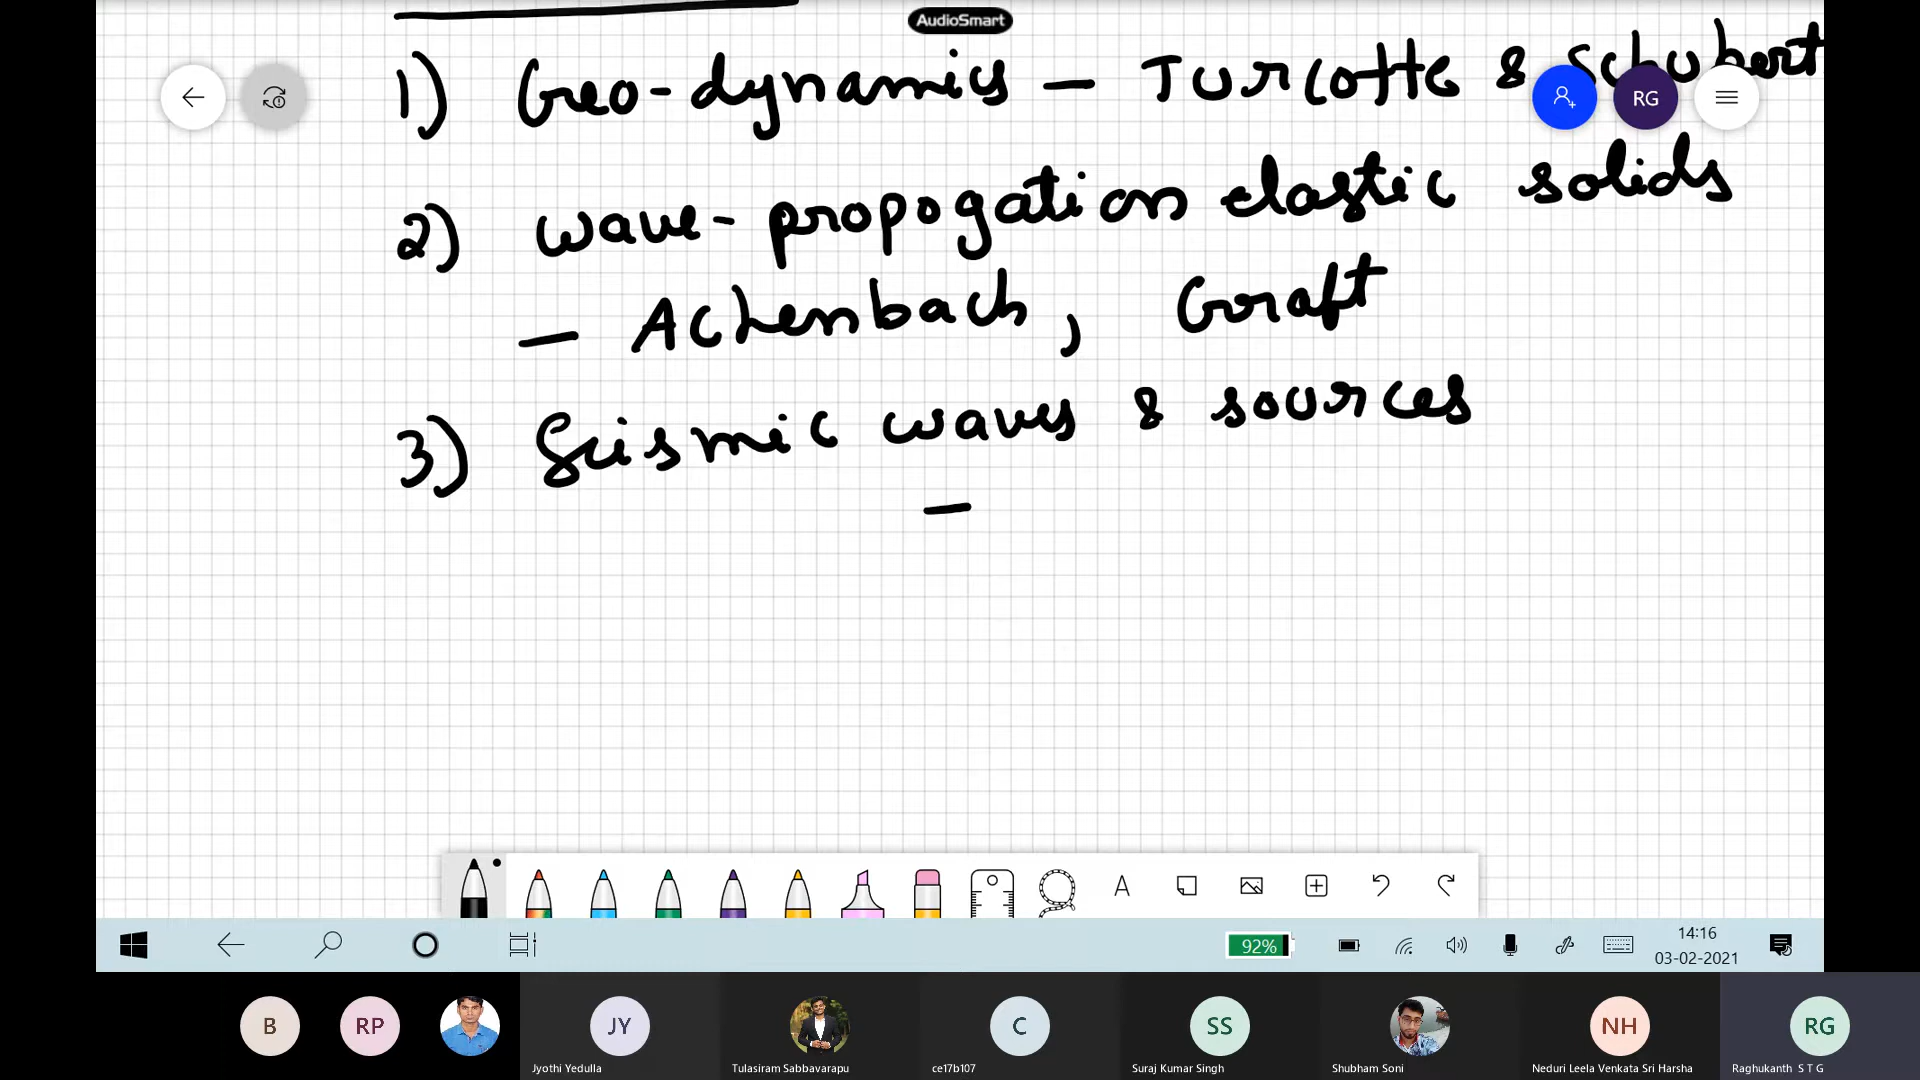 AudioSmart
1) Geo-dynamics — Turcotte & Schubert
RG
2) wave-propogation elastic solids
— Achenbach, Graft
3) Seismic waves & sources
—
A
92%
14:16
03-02-2021
B
RP
JY
C
SS
NH
RG
Jyothi Yedulla
Tulasiram Sabbavarapu
ce17b107
Suraj Kumar Singh
Shubham Soni
Neduri Leela Venkata Sri Harsha
Raghukanth S T G